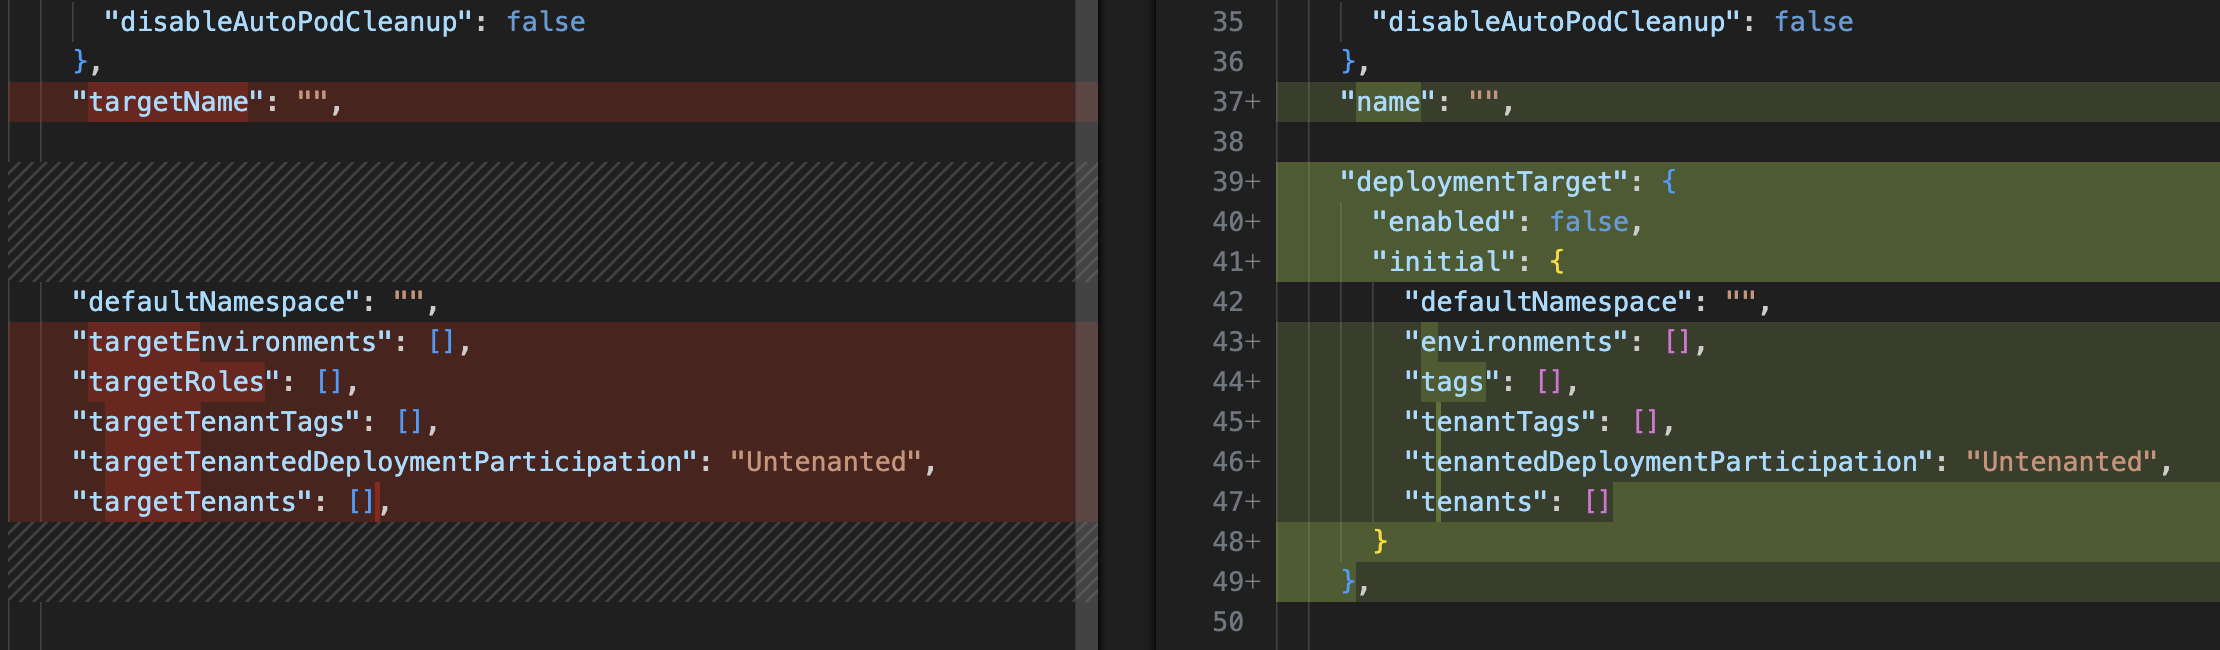 "disableAutoPodCleanup": false
},
"targetName": "",
"defaultNamespace": "",
"targetEnvironments": [],
"targetRoles": [],
"targetTenantTags": [],
"targetTenantedDeploymentParticipation": "Untenanted",
"targetTenants": [],
35 "disableAutoPodCleanup": false
36 },
37+ "name": "",
38
39+ "deploymentTarget": {
40+ "enabled": false,
41+ "initial": {
42 "defaultNamespace": "",
43+ "environments": [],
44+ "tags": [],
45+ "tenantTags": [],
46+ "tenantedDeploymentParticipation": "Untenanted",
47+ "tenants": []
48+ }
49+ },
50